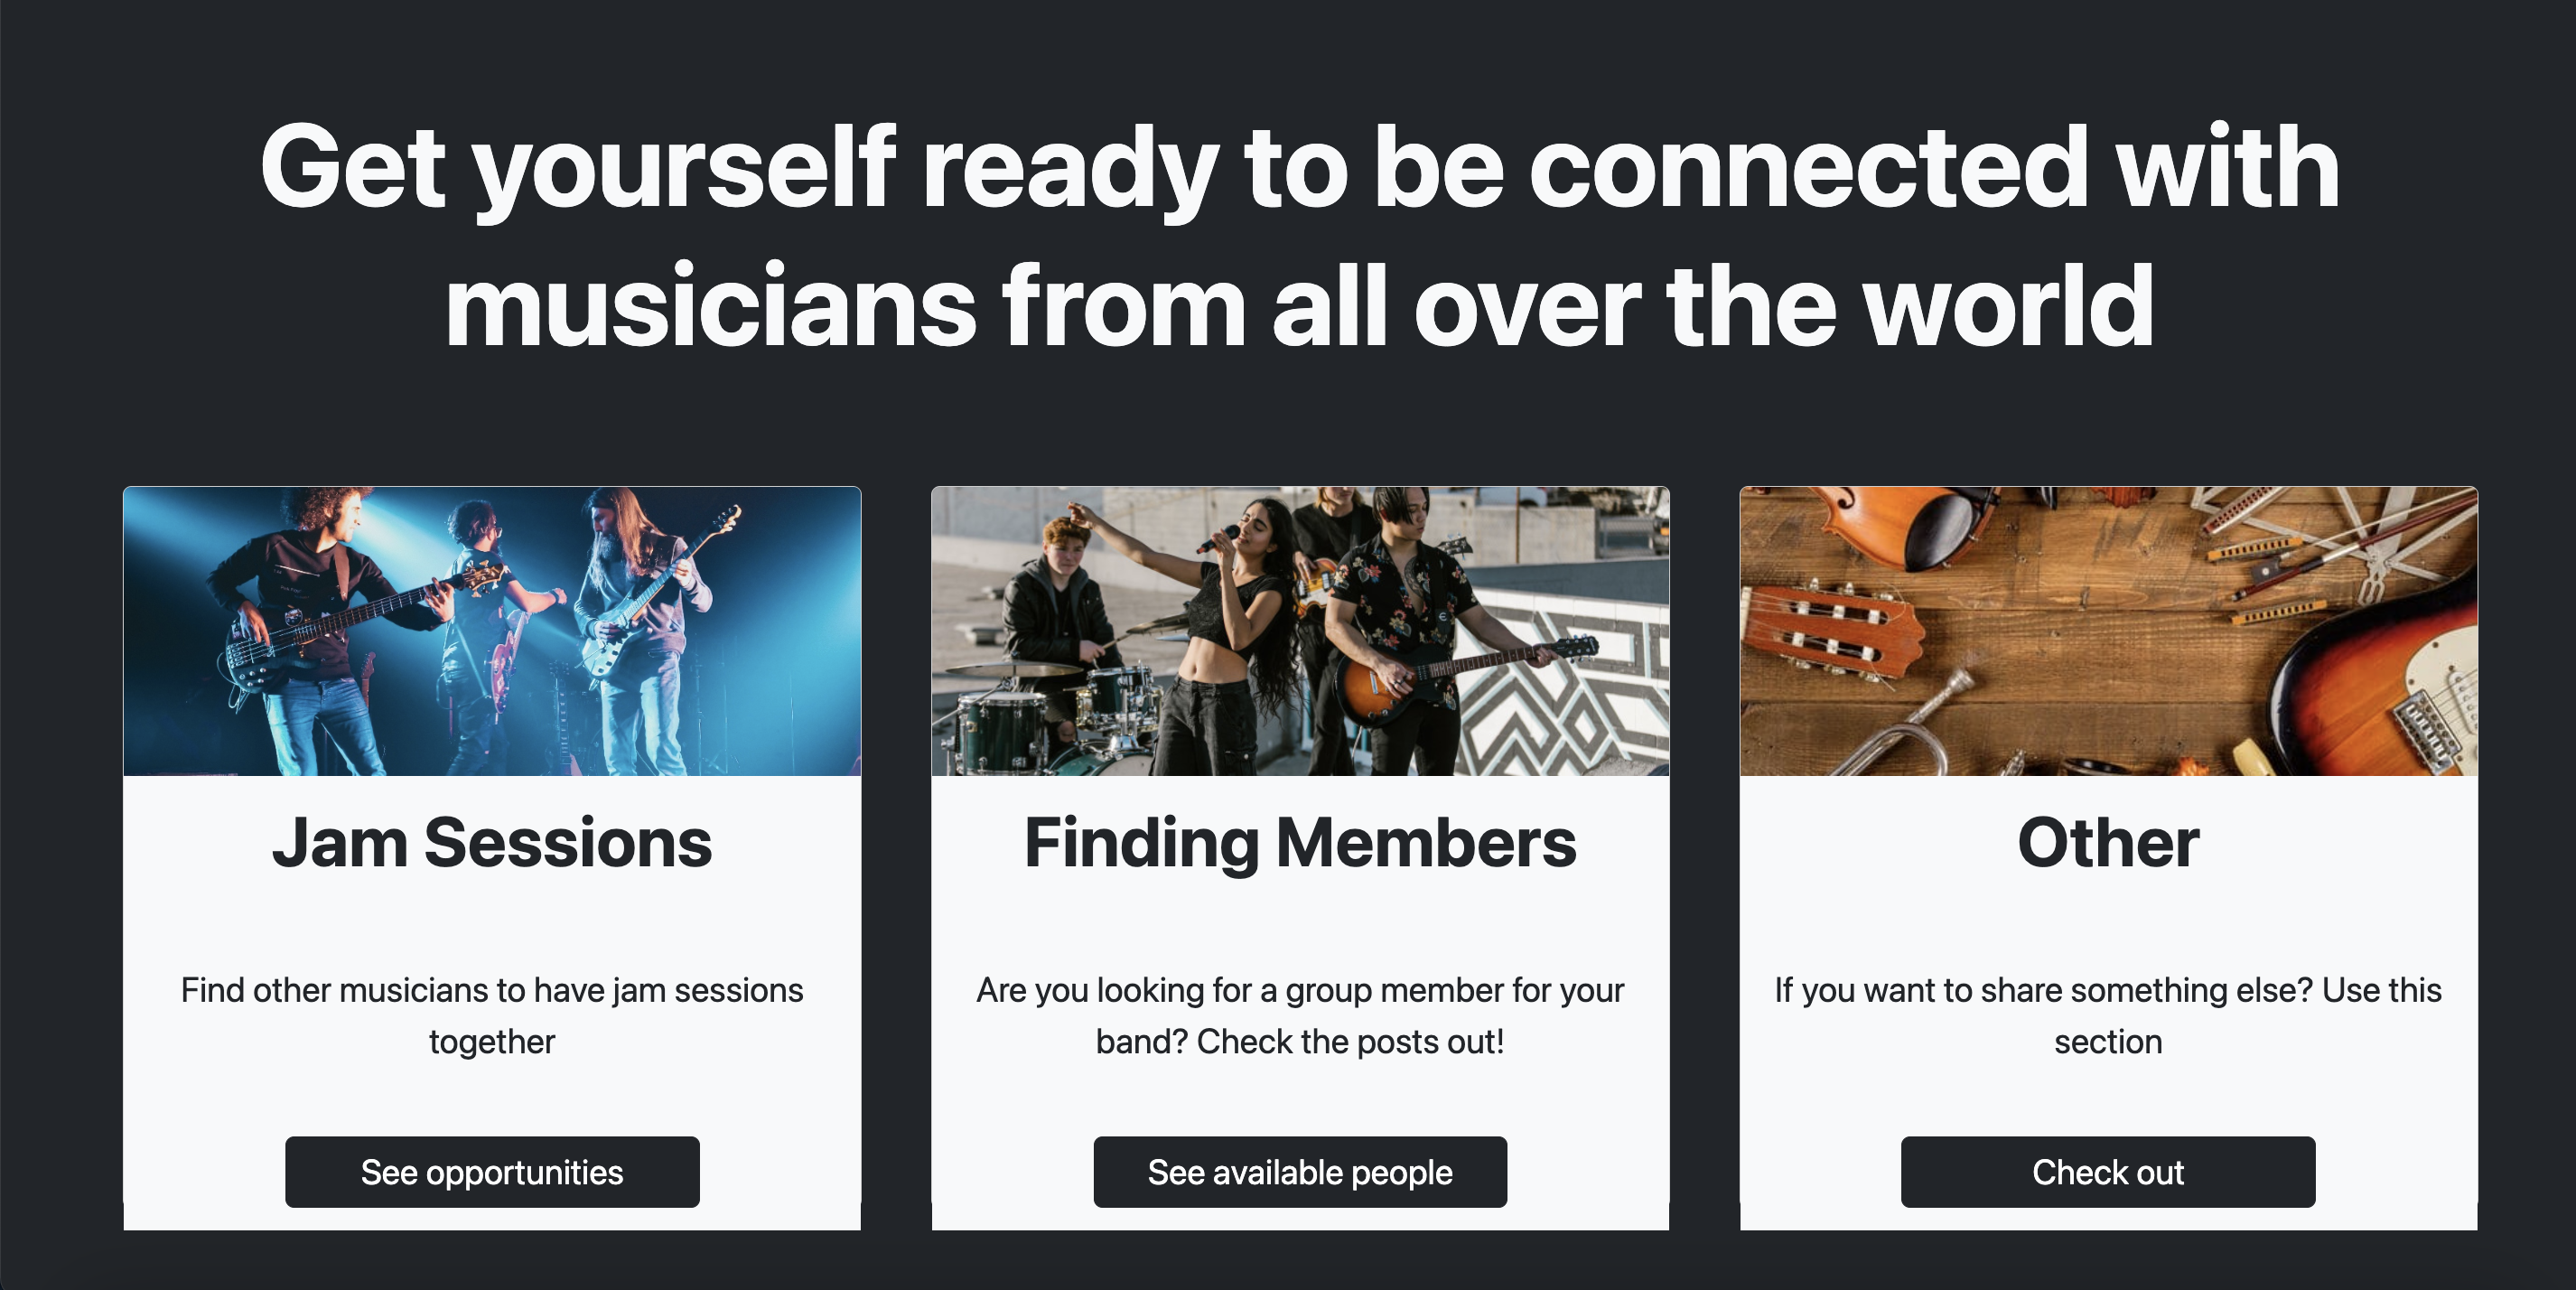 Get yourself ready to be connected with
musicians from all over the world
Jam Sessions
Find other musicians to have jam sessions
together
See opportunities
Finding Members
Are you looking for a group member for your
band? Check the posts out!
See available people
Other
If you want to share something else? Use this
section
Check out